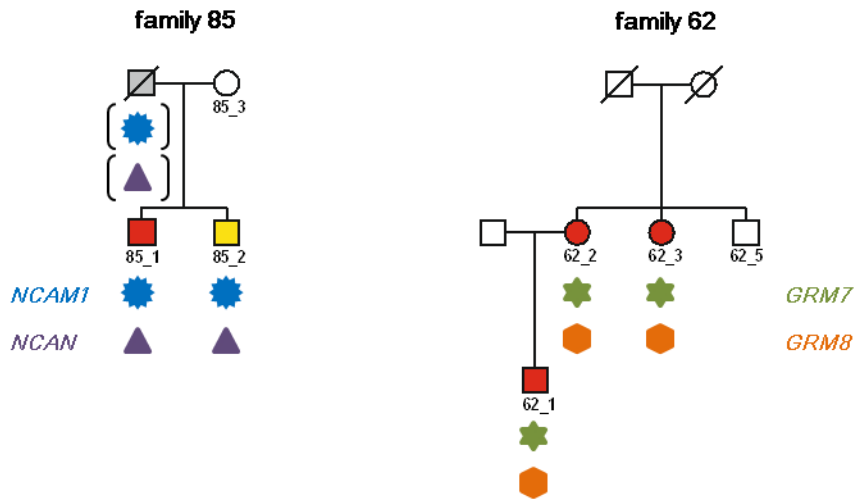 family 85
family 62
85_3
85_1
85_2
62_2
62_3
62_5
NCAM1
GRM7
NCAN
GRM8
62_1